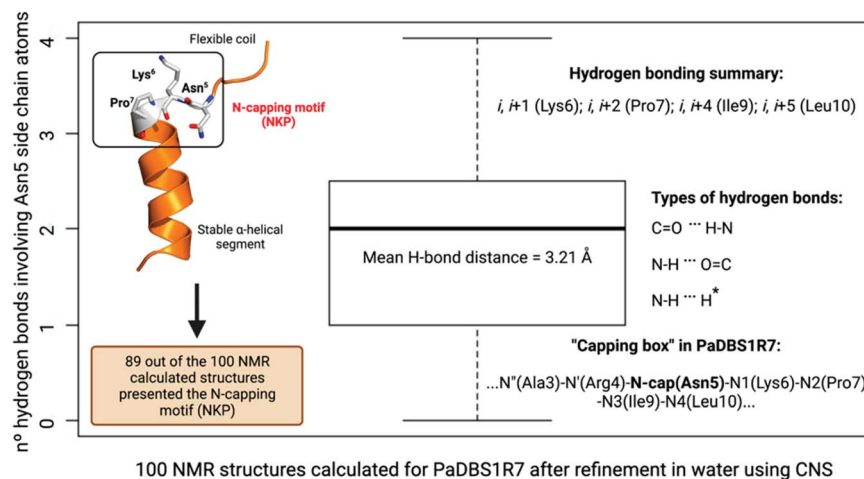 nº hydrogen bonds involving Asn5 side chain atoms
4
3
2
1
0
Flexible coil
Lys⁶
Asn⁵
Pro⁷
N-capping motif
(NKP)
Stable α-helical
segment
89 out of the 100 NMR
calculated structures
presented the N-capping
motif (NKP)
Mean H-bond distance = 3.21 Å
Hydrogen bonding summary:
i, i+1 (Lys6); i, i+2 (Pro7); i, i+4 (Ile9); i, i+5 (Leu10)
Types of hydrogen bonds:
C=O ··· H-N
N-H ··· O=C
N-H ··· H*
"Capping box" in PaDBS1R7:
...N"(Ala3)-N'(Arg4)-N-cap(Asn5)-N1(Lys6)-N2(Pro7)
-N3(Ile9)-N4(Leu10)...
100 NMR structures calculated for PaDBS1R7 after refinement in water using CNS